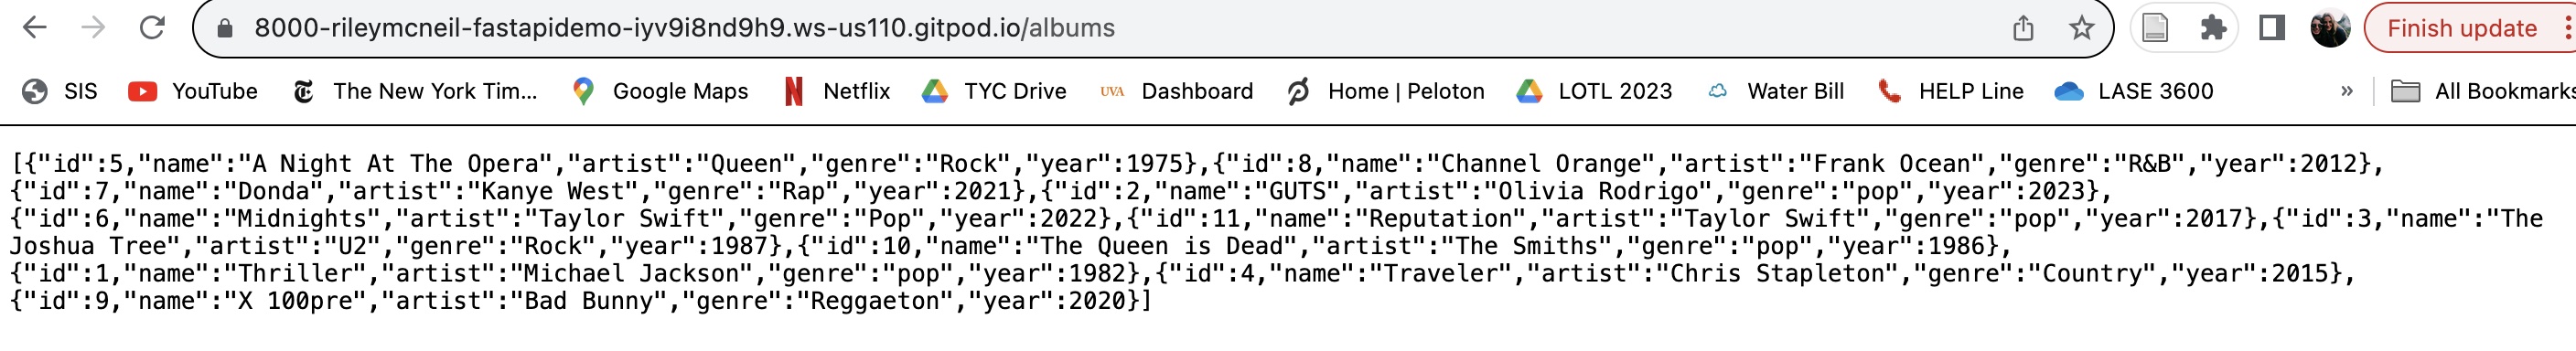 8000-rileymcneil-fastapidemo-iyv9i8nd9h9.ws-us110.gitpod.io/albums
Finish update
SIS YouTube The New York Tim... Google Maps Netflix TYC Drive UVA Dashboard Home | Peloton LOTL 2023 Water Bill HELP Line LASE 3600 » All Bookmarks
[{"id":5,"name":"A Night At The Opera","artist":"Queen","genre":"Rock","year":1975},{"id":8,"name":"Channel Orange","artist":"Frank Ocean","genre":"R&B","year":2012},
{"id":7,"name":"Donda","artist":"Kanye West","genre":"Rap","year":2021},{"id":2,"name":"GUTS","artist":"Olivia Rodrigo","genre":"pop","year":2023},
{"id":6,"name":"Midnights","artist":"Taylor Swift","genre":"Pop","year":2022},{"id":11,"name":"Reputation","artist":"Taylor Swift","genre":"pop","year":2017},{"id":3,"name":"The
Joshua Tree","artist":"U2","genre":"Rock","year":1987},{"id":10,"name":"The Queen is Dead","artist":"The Smiths","genre":"pop","year":1986},
{"id":1,"name":"Thriller","artist":"Michael Jackson","genre":"pop","year":1982},{"id":4,"name":"Traveler","artist":"Chris Stapleton","genre":"Country","year":2015},
{"id":9,"name":"X 100pre","artist":"Bad Bunny","genre":"Reggaeton","year":2020}]